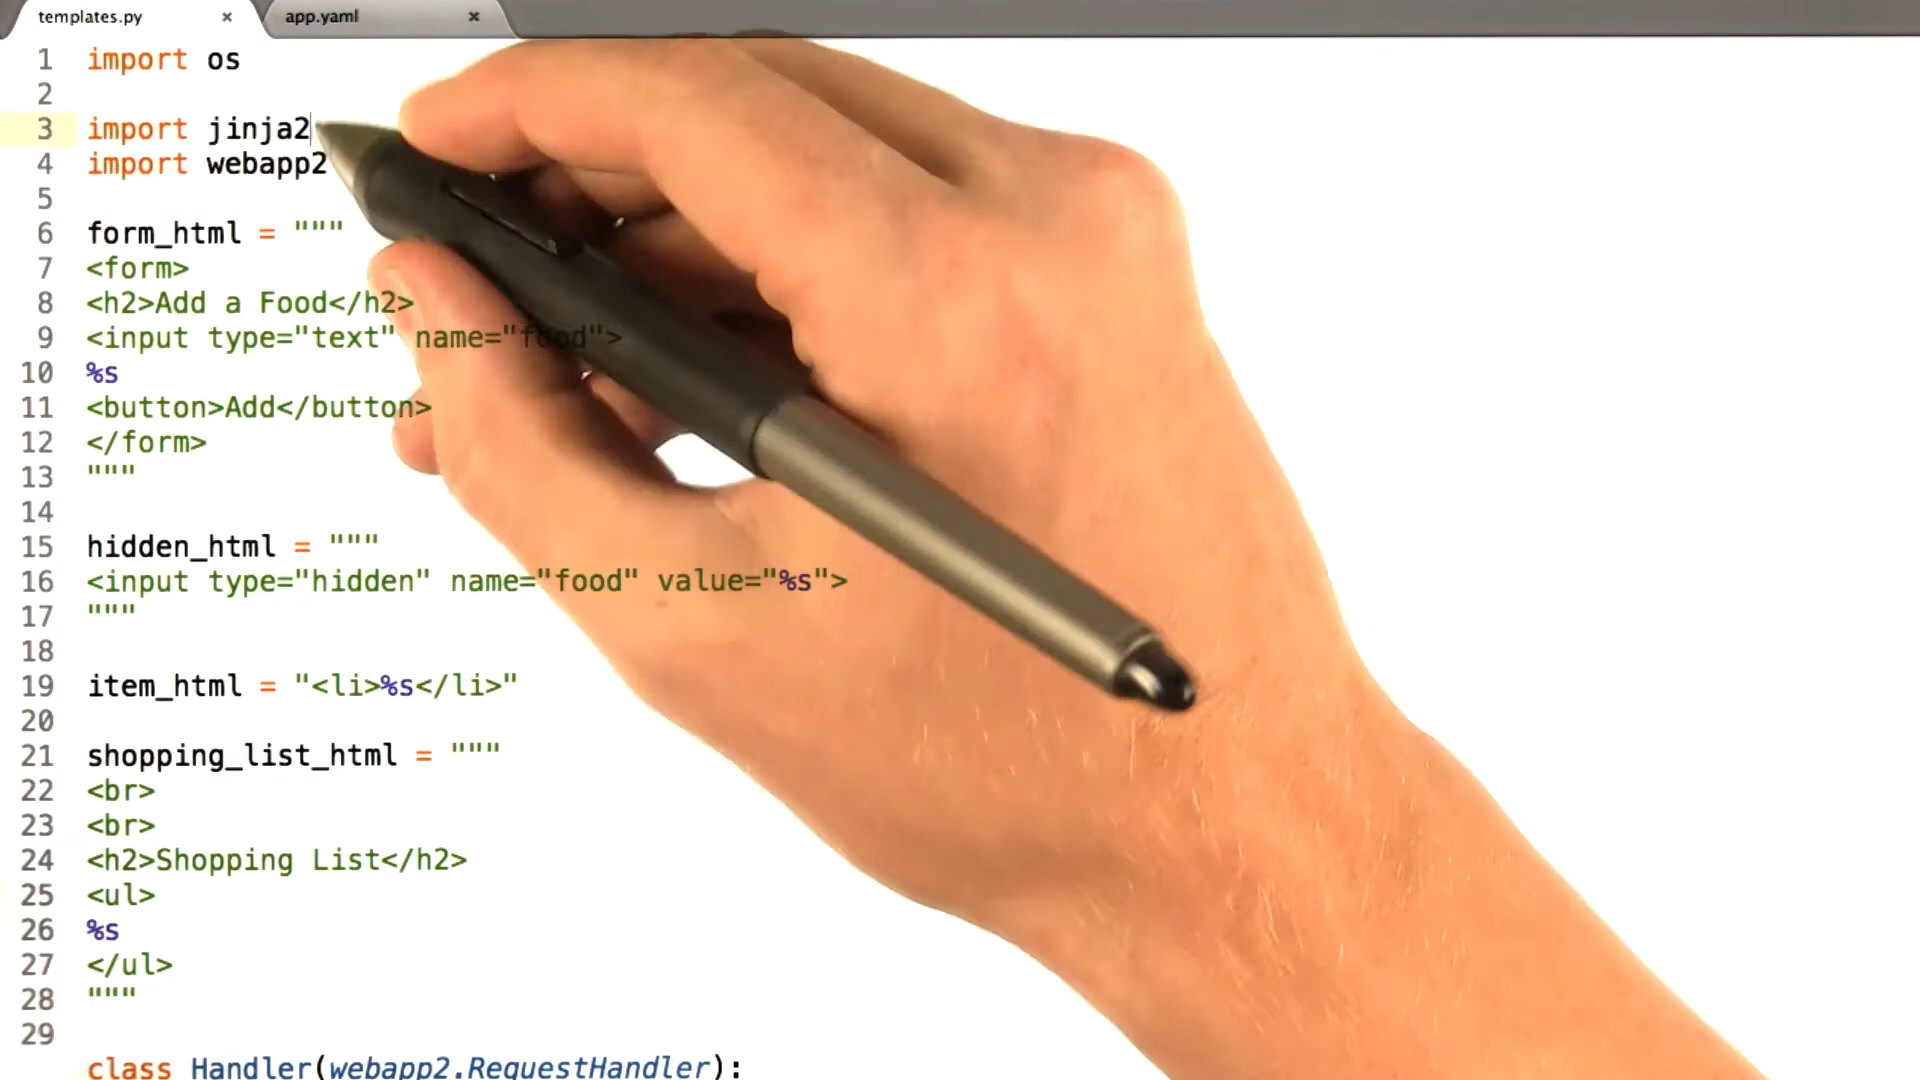 templates.py × app.yaml ×
1 import os
2
3 import jinja2
4 import webapp2
5
6 form_html = """
7 <form>
8 <h2>Add a Food</h2>
9 <input type="text" name="food">
10 %s
11 <button>Add</button>
12 </form>
13 """
14
15 hidden_html = """
16 <input type="hidden" name="food" value="%s">
17 """
18
19 item_html = "<li>%s</li>"
20
21 shopping_list_html = """
22 <br>
23 <br>
24 <h2>Shopping List</h2>
25 <ul>
26 %s
27 </ul>
28 """
29
class Handler(webapp2.RequestHandler):